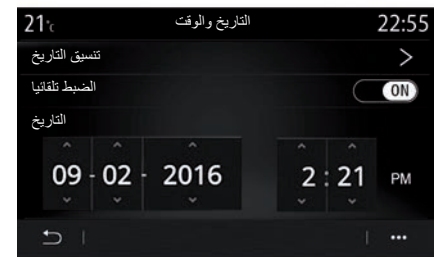 21°c التاريخ والوقت 22:55
تنسيق التاريخ
الضبط تلقائيا ON
التاريخ
09 - 02 - 2016 2 : 21 PM